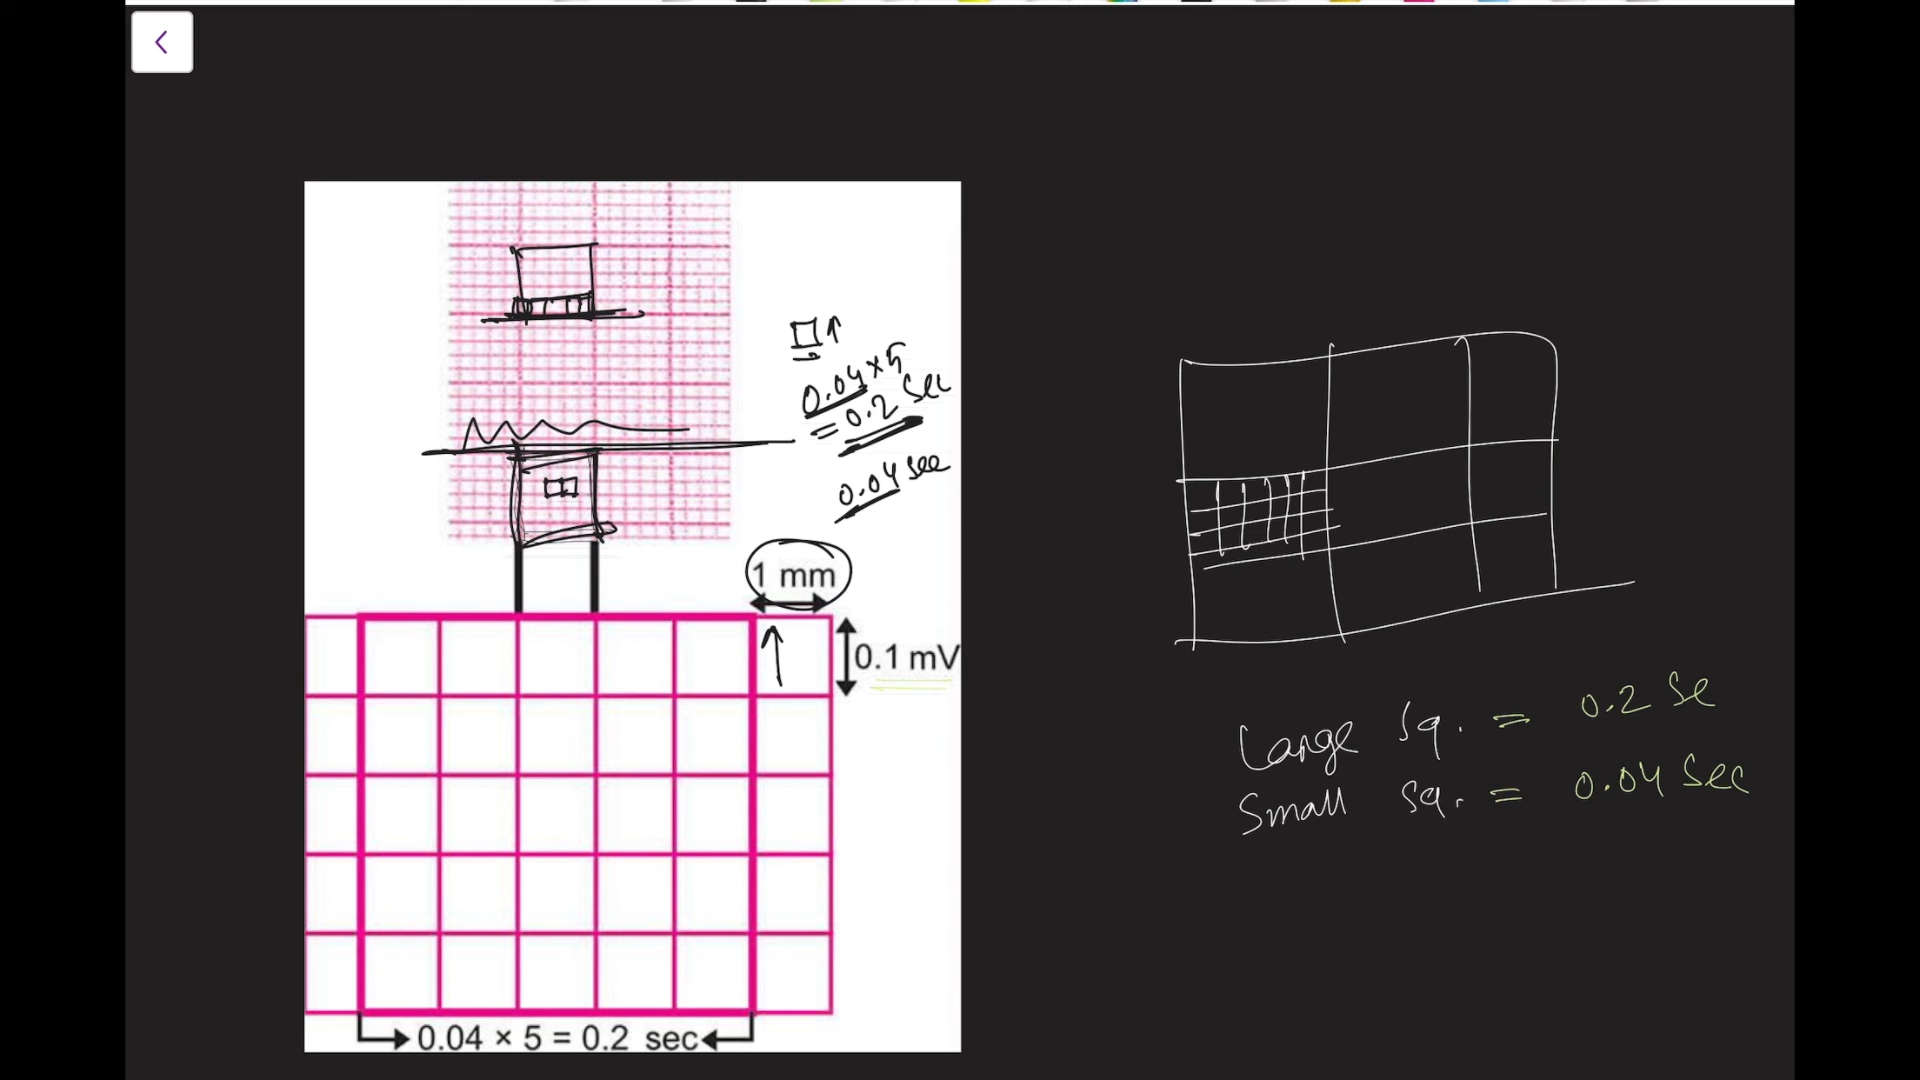 0.04 × 5
= 0.2 Sec
0.04 See
1 mm
0.1 mV
0.04 × 5 = 0.2 sec
Large Sq. = 0.2 Se
Small Sq. = 0.04 Sec